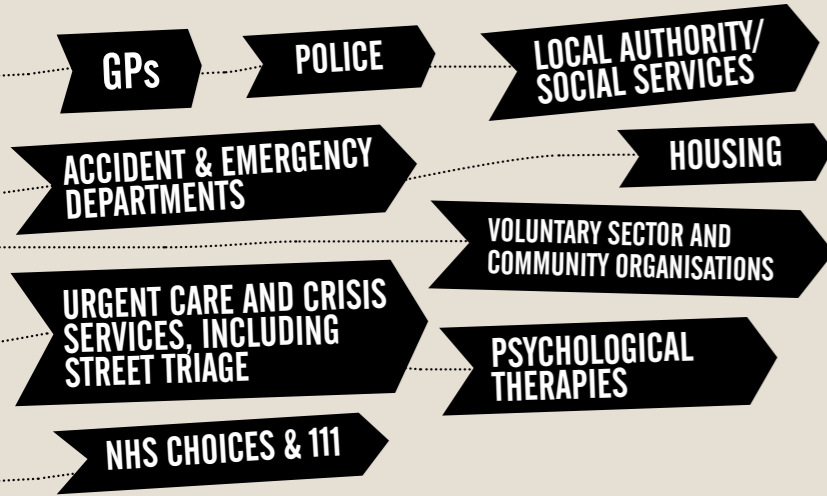 GPs
POLICE
LOCAL AUTHORITY/
SOCIAL SERVICES
ACCIDENT & EMERGENCY
DEPARTMENTS
HOUSING
VOLUNTARY SECTOR AND
COMMUNITY ORGANISATIONS
URGENT CARE AND CRISIS
SERVICES, INCLUDING
STREET TRIAGE
PSYCHOLOGICAL
THERAPIES
NHS CHOICES & 111